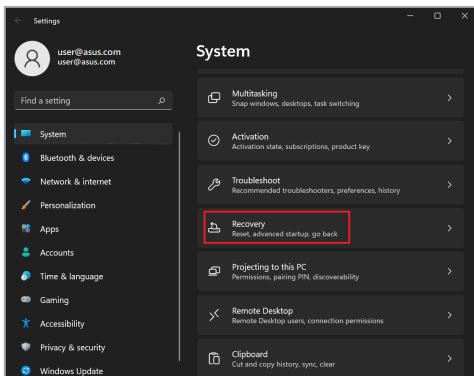 Settings
user@asus.com
user@asus.com
Find a setting
System
Bluetooth & devices
Network & internet
Personalization
Apps
Accounts
Time & language
Gaming
Accessibility
Privacy & security
Windows Update
System
Multitasking
Snap windows, desktops, task switching
Activation
Activation state, subscriptions, product key
Troubleshoot
Recommended troubleshooters, preferences, history
Recovery
Reset, advanced startup, go back
Projecting to this PC
Permissions, pairing PIN, discoverability
Remote Desktop
Remote Desktop users, connection permissions
Clipboard
Cut and copy history, sync, clear